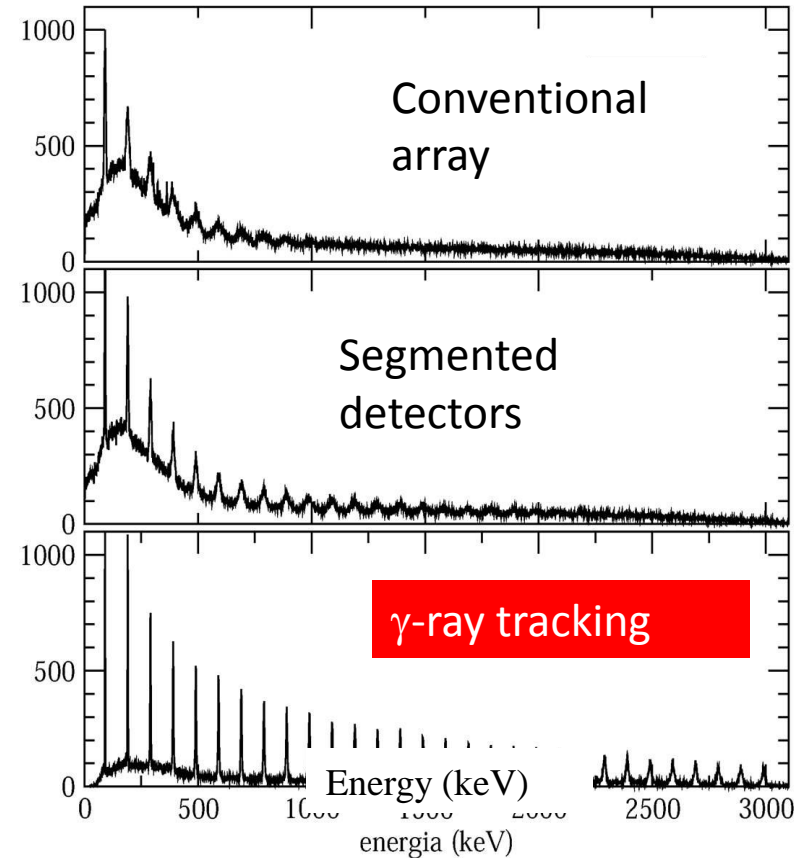 1000
500
0
Conventional
array
1000
500
0
Segmented
detectors
1000
500
0
γ-ray tracking
Energy (keV)
0 500 2500 3000
energia (keV)